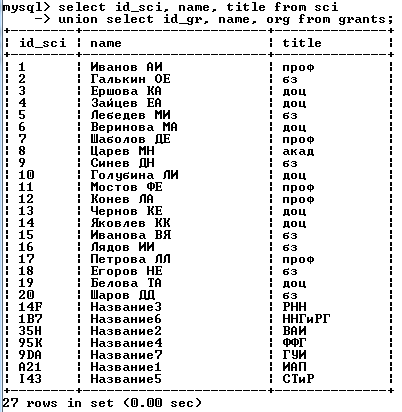 mysql> select id_sci, name, title from sci
-> union select id_gr, name, org from grants;
id_sci name title
1 Иванов АИ проф
2 Галькин ОЕ бз
3 Ершова КА доц
4 Зайцев ЕА доц
5 Лебедев МИ бз
6 Веринова МА доц
7 Шаболов ДЕ проф
8 Царев МН акад
9 Синев ДН бз
10 Голубина ЛИ доц
11 Мостов ФЕ проф
12 Конев ЛА проф
13 Чернов КЕ доц
14 Яковлев КК доц
15 Иванова ВЯ бз
16 Лядов ИИ бз
17 Петрова ЛЛ проф
18 Егоров НЕ бз
19 Белова ТА доц
20 Шаров ДД бз
14F Название3 РНН
1B7 Название6 ННГиРГ
35H Название2 ВАИ
95K Название4 ФФГ
9DA Название7 ГУИ
A21 Название1 ИАП
I43 Название5 СТиР
27 rows in set (0.00 sec)